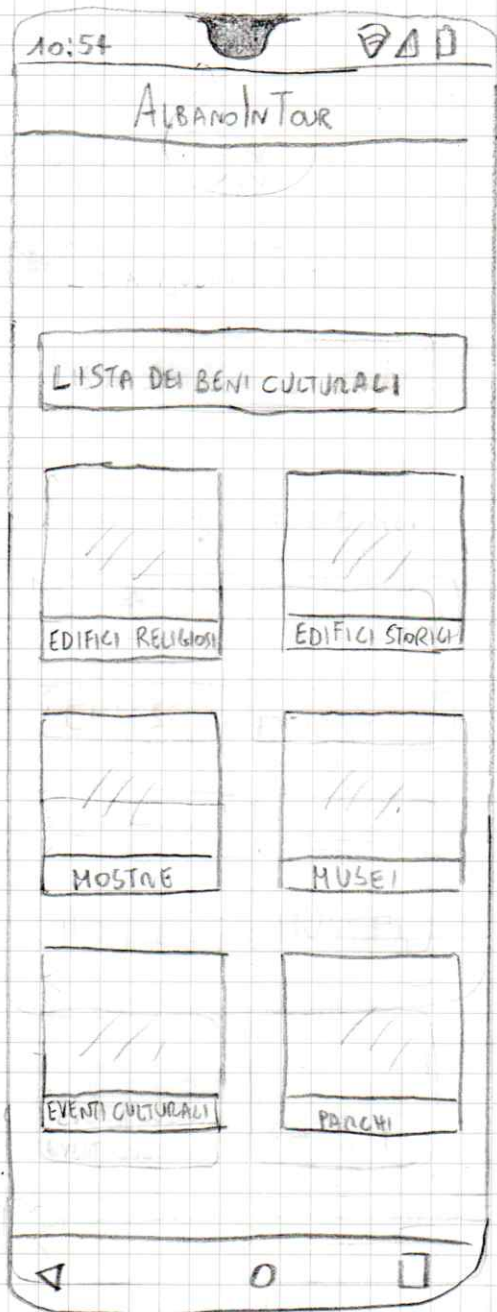 10:54
ALBANOINTOUR
LISTA DEI BENI CULTURALI
EDIFICI RELIGIOSI
EDIFICI STORICI
MOSTRE
MUSEI
EVENTI CULTURALI
PARCHI